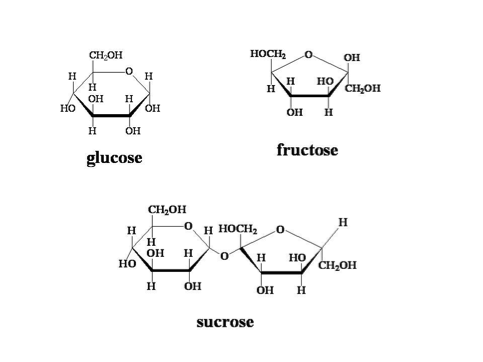 CH₂OH
O
H H
H
OH H
HO OH
H OH
glucose
HOCH₂ O OH
H H HO CH₂OH
OH H
fructose
CH₂OH H
H O H HOCH₂ O
H
OH H O H HO
HO CH₂OH
H OH OH H
sucrose